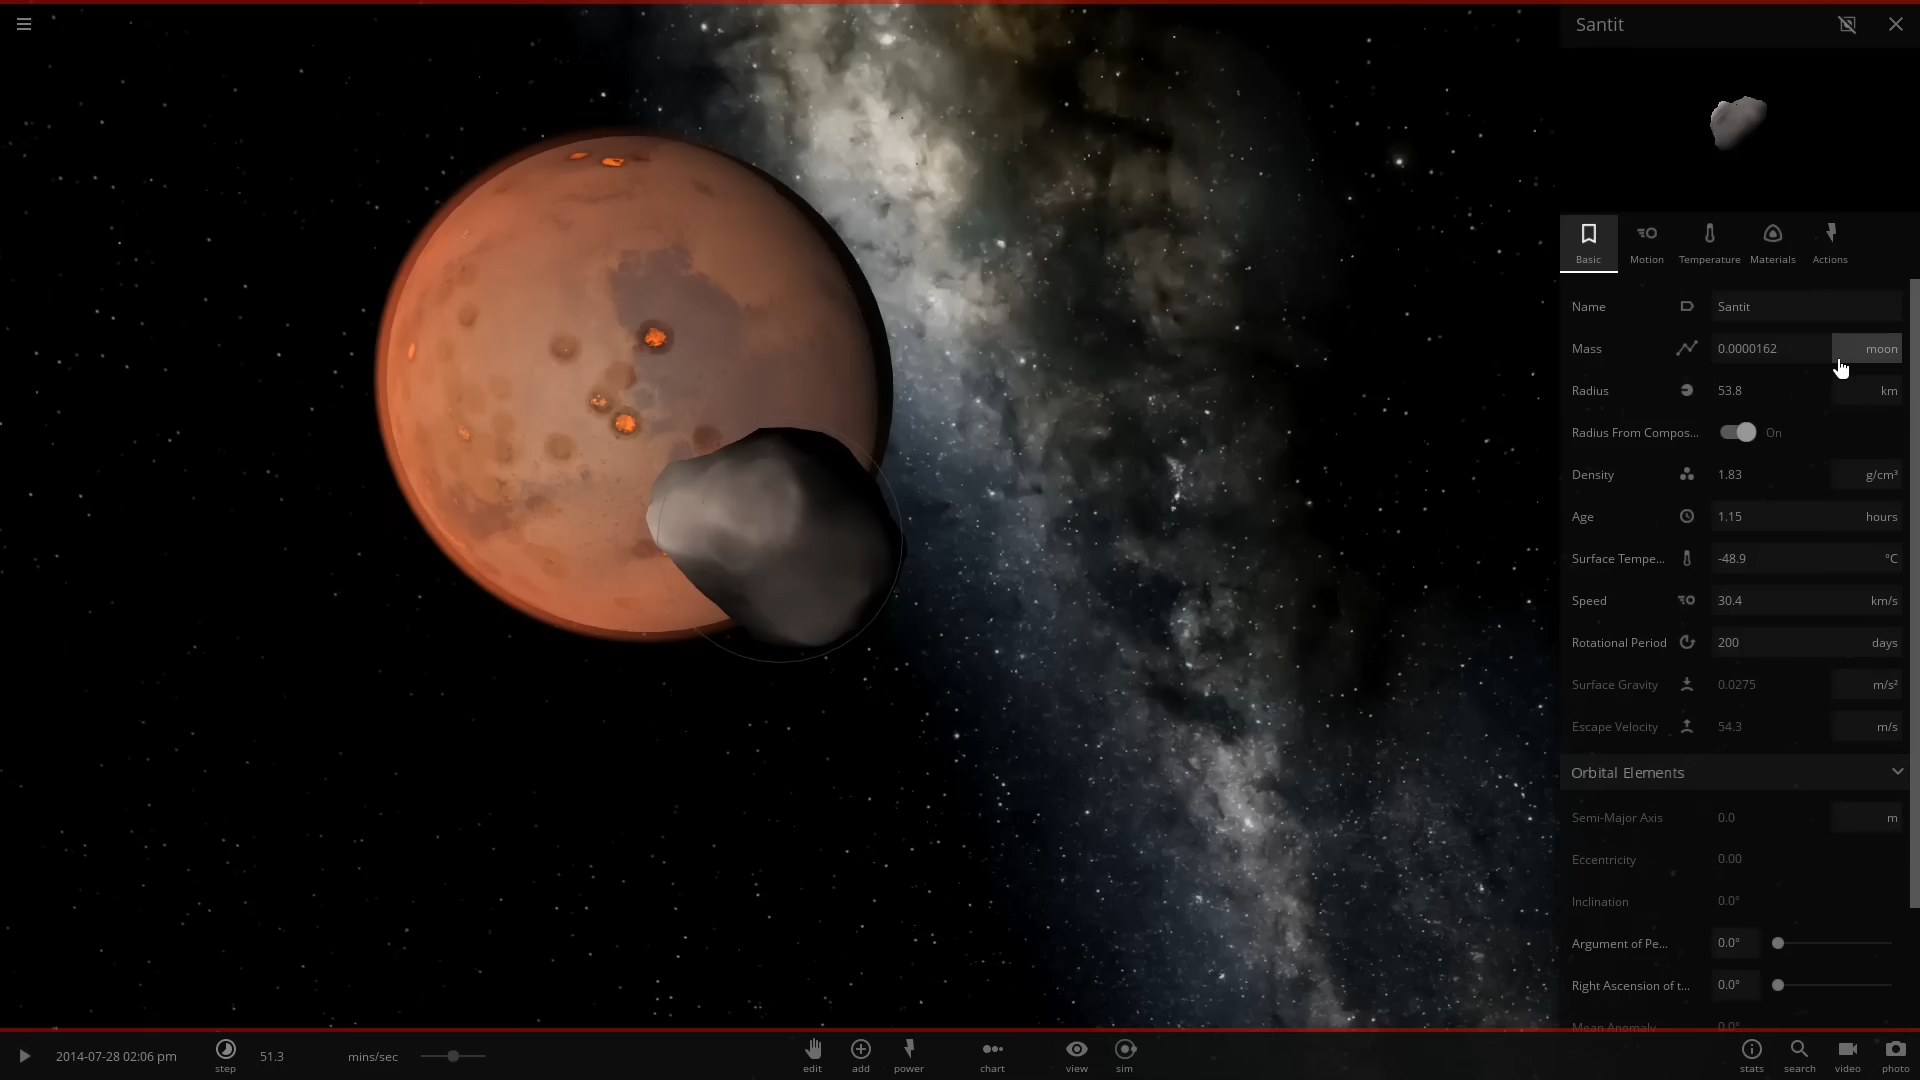 Santit
Basic Motion Temperature Materials Actions
Name Santit
Mass 0.0000162 moon
Radius 53.8 km
Radius From Compos... On
Density 1.83 g/cm³
Age 1.15 hours
Surface Tempe... -48.9 °C
Speed 30.4 km/s
Rotational Period 200 days
Surface Gravity 0.0275 m/s²
Escape Velocity 54.3 m/s
Orbital Elements
Semi-Major Axis 0.0 m
Eccentricity 0.00
Inclination 0.0°
Argument of Pe... 0.0°
Right Ascension of t... 0.0°
Mean Anomaly 0.0°
2014-07-28 02:06 pm step 51.3 mins/sec edit add power chart view sim stats search video photo